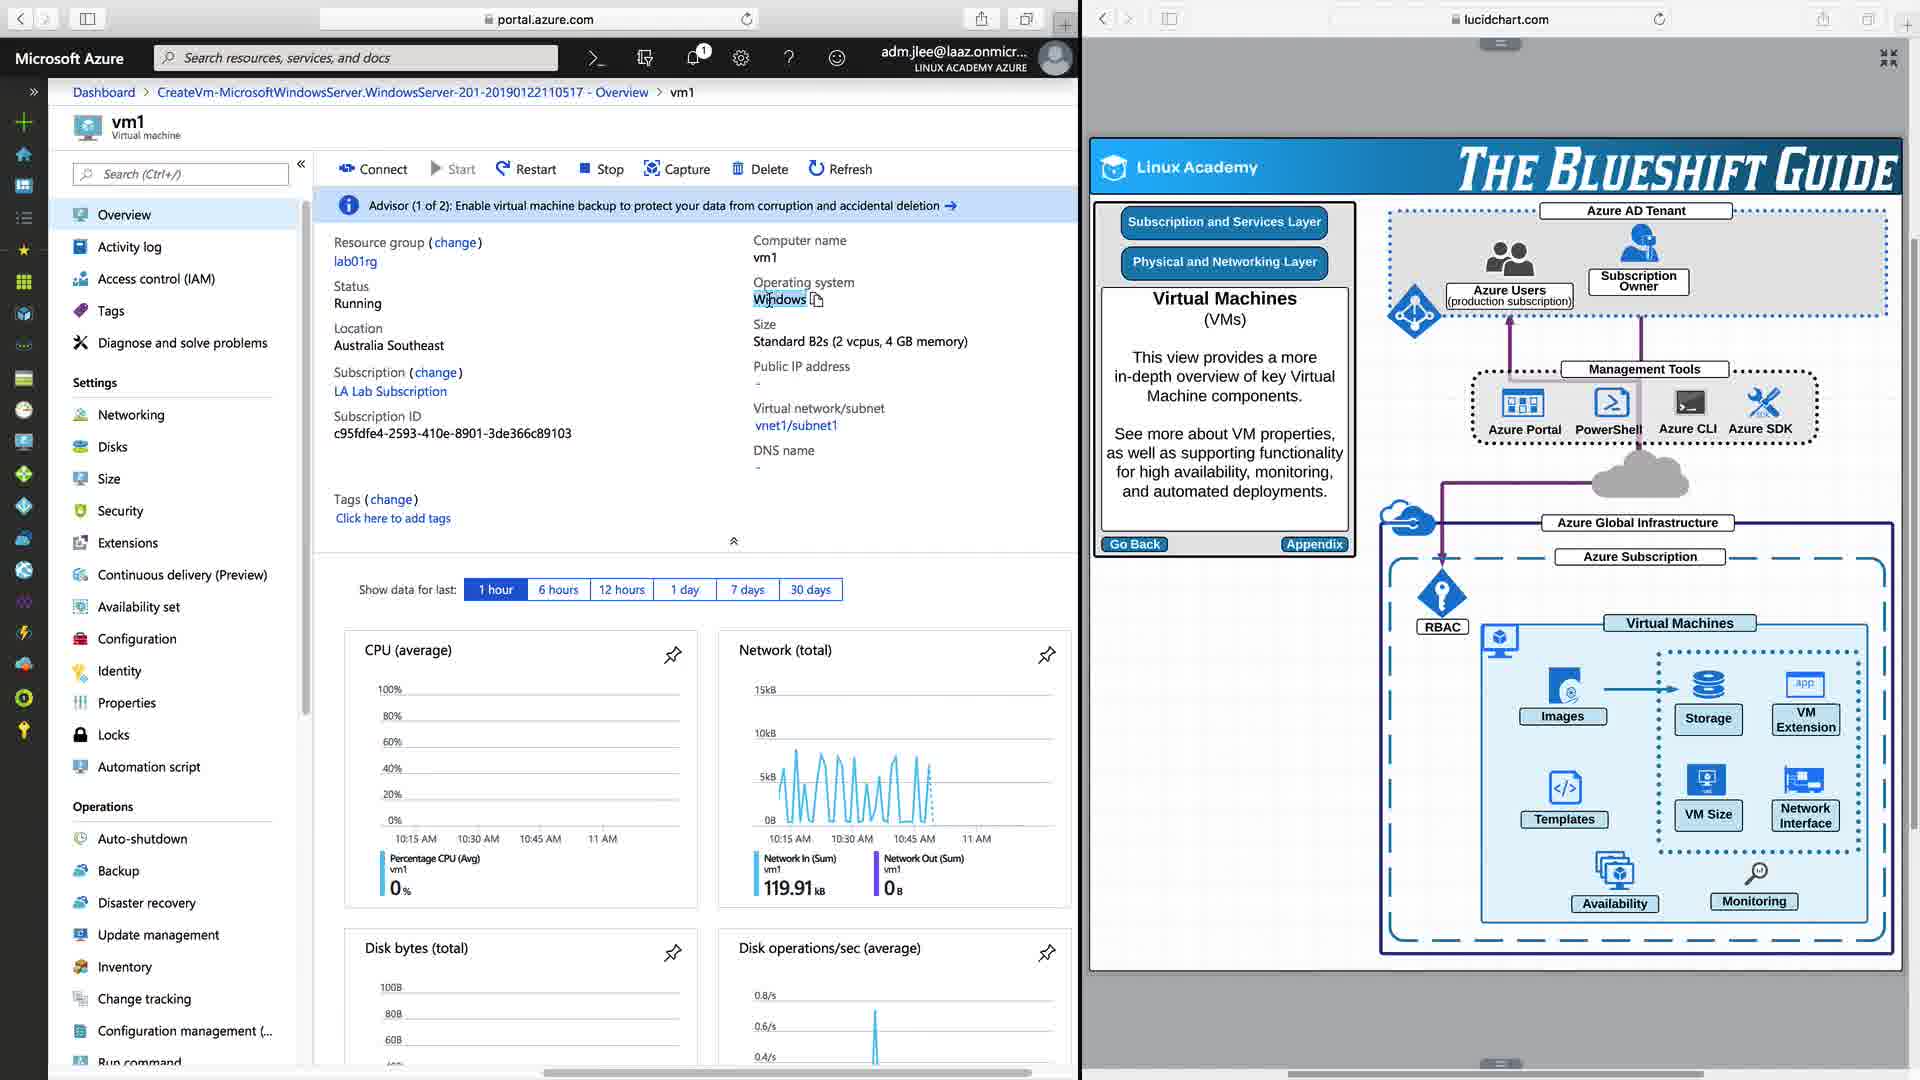 portal.azure.com
Microsoft Azure
Search resources, services, and docs
1
adm.jlee@laaz.onmicr...
LINUX ACADEMY AZURE
Dashboard > CreateVm-MicrosoftWindowsServer.WindowsServer-201-20190122110517 - Overview > vm1
vm1
Virtual machine
Search (Ctrl+/)
Overview
Activity log
Access control (IAM)
Tags
Diagnose and solve problems
Settings
Networking
Disks
Size
Security
Extensions
Continuous delivery (Preview)
Availability set
Configuration
Identity
Properties
Locks
Automation script
Operations
Auto-shutdown
Backup
Disaster recovery
Update management
Inventory
Change tracking
Configuration management (...
Run command
Connect
Start
Restart
Stop
Capture
Delete
Refresh
Advisor (1 of 2): Enable virtual machine backup to protect your data from corruption and accidental deletion →
Resource group (change)
lab01rg
Status
Running
Location
Australia Southeast
Subscription (change)
LA Lab Subscription
Subscription ID
c95fdfe4-2593-410e-8901-3de366c89103
Computer name
vm1
Operating system
Windows
Size
Standard B2s (2 vcpus, 4 GB memory)
Public IP address
-
Virtual network/subnet
vnet1/subnet1
DNS name
-
Tags (change)
Click here to add tags
Show data for last:
1 hour
6 hours
12 hours
1 day
7 days
30 days
CPU (average)
100%
80%
60%
40%
20%
0%
10:15 AM
10:30 AM
10:45 AM
11 AM
Percentage CPU (Avg)
vm1
0 %
Network (total)
15kB
10kB
5kB
0B
10:15 AM
10:30 AM
10:45 AM
11 AM
Network In (Sum)
vm1
119.91 kB
Network Out (Sum)
vm1
0 B
Disk bytes (total)
100B
80B
60B
Disk operations/sec (average)
0.8/s
0.6/s
0.4/s
lucidchart.com
Linux Academy
THE BLUESHIFT GUIDE
Subscription and Services Layer
Physical and Networking Layer
Virtual Machines
(VMs)
This view provides a more
in-depth overview of key Virtual
Machine components.
See more about VM properties,
as well as supporting functionality
for high availability, monitoring,
and automated deployments.
Go Back
Appendix
Azure AD Tenant
Azure Users
(production subscription)
Subscription
Owner
Management Tools
Azure Portal
PowerShell
Azure CLI
SDK
Azure SDK
Azure Global Infrastructure
Azure Subscription
RBAC
Virtual Machines
Images
Storage
app
VM
Extension
Templates
VM Size
Network
Interface
Availability
Monitoring